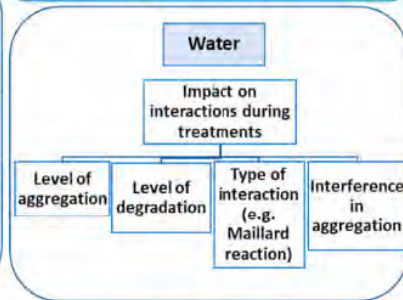 Water
Impact on
interactions during
treatments
Level of
aggregation
Level of
degradation
Type of
interaction
(e.g.
Maillard
reaction)
Interference
in
aggregation